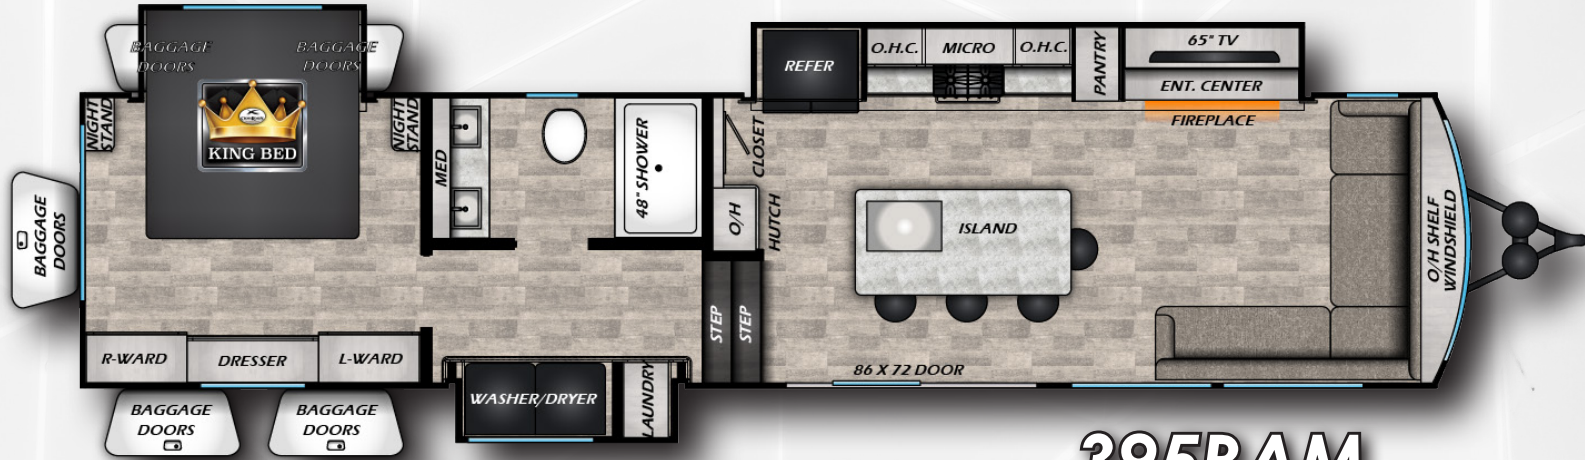 BAGGAGE
DOORS
BAGGAGE
DOORS
NIGHT
STAND
KING BED
NIGHT
STAND
BAGGAGE
DOORS
MED
48" SHOWER
CLOSET
O/H
HUTCH
REFER
O.H.C.
MICRO
O.H.C.
PANTRY
65" TV
ENT. CENTER
FIREPLACE
ISLAND
O/H SHELF
WINDSHIELD
STEP
STEP
R-WARD
DRESSER
L-WARD
WASHER/DRYER
LAUNDRY
86 X 72 DOOR
BAGGAGE
DOORS
BAGGAGE
DOORS